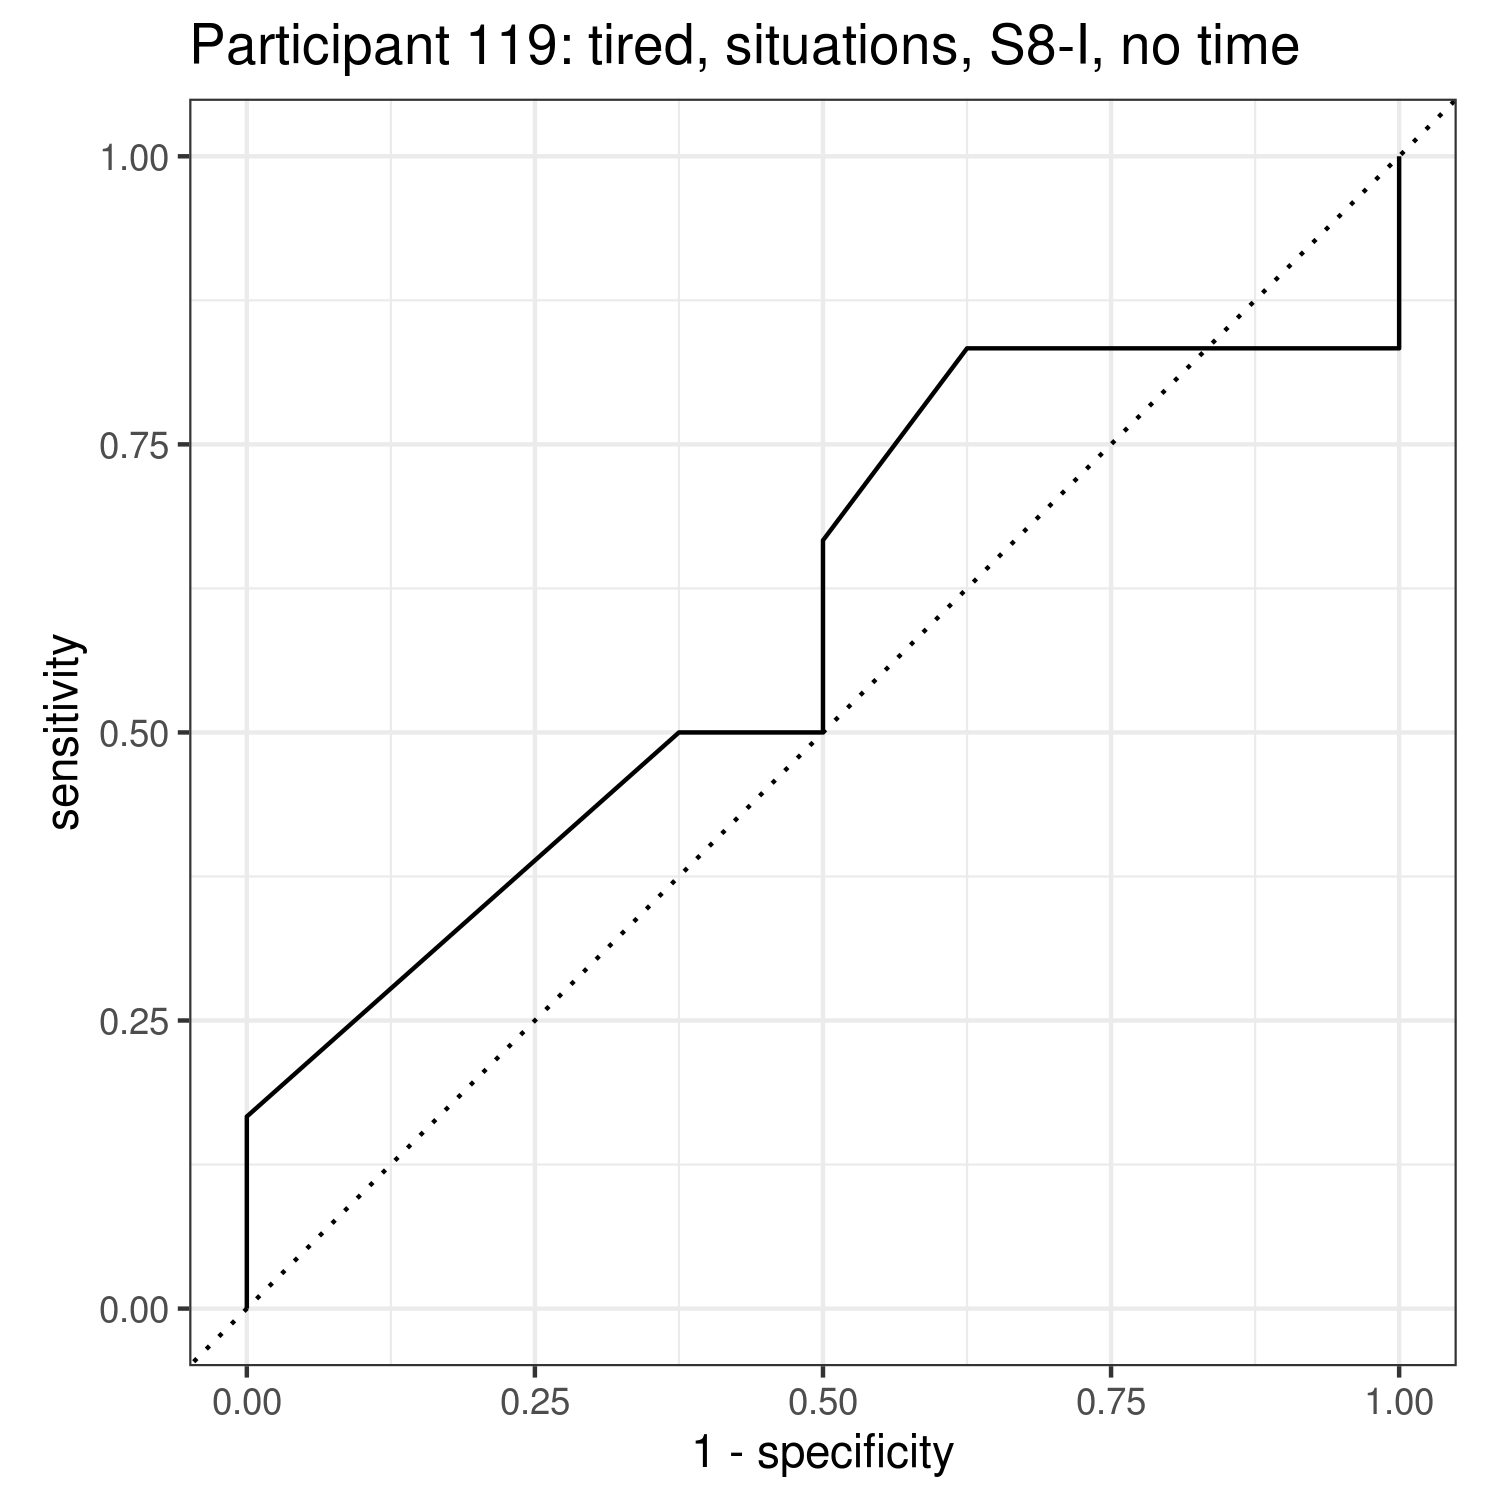 Participant 119: tired, situations, S8-I, no time
1.00
0.75
0.50
0.25
0.00
sensitivity
0.00 0.25 0.50 0.75 1.00
1 - specificity